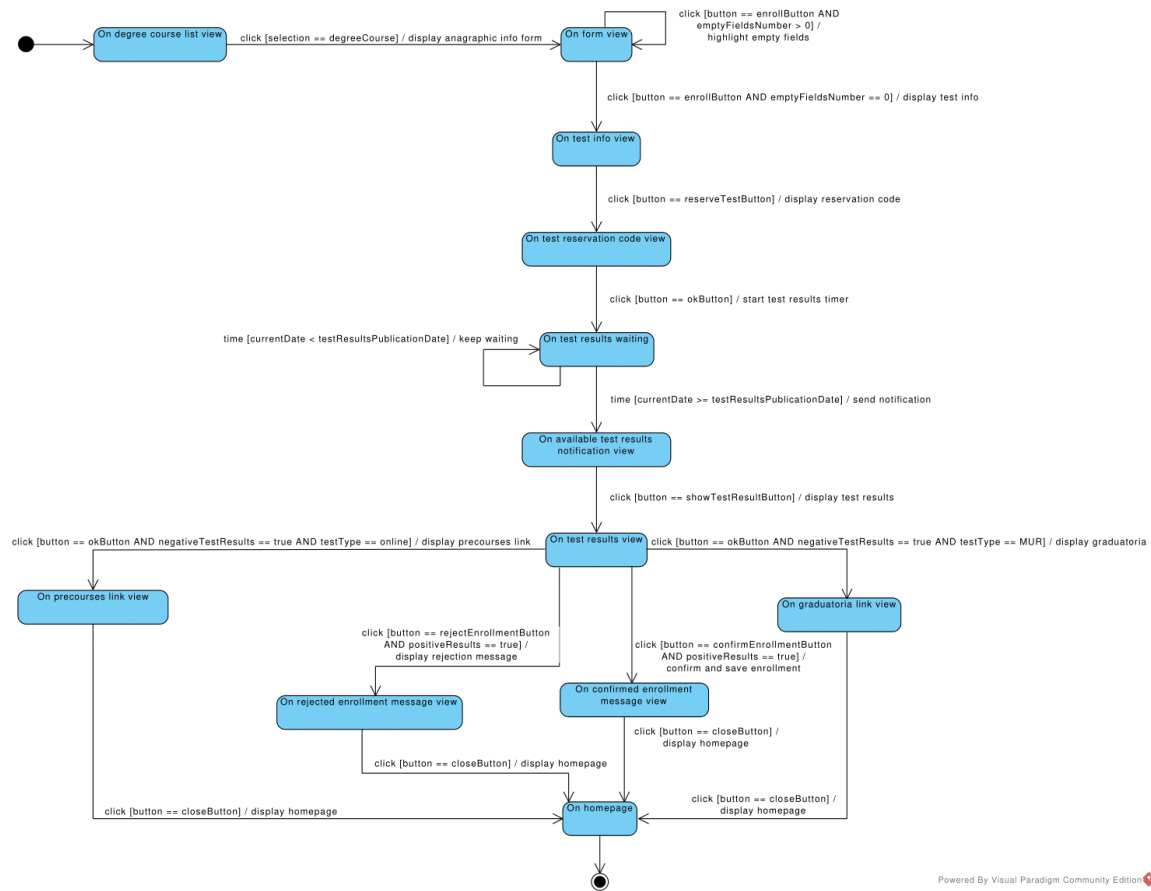 click [button == enrollButton AND
emptyFieldsNumber > 0] /
highlight empty fields
On degree course list view
click [selection == degreeCourse] / display anagraphic info form
On form view
click [button == enrollButton AND emptyFieldsNumber == 0] / display test info
On test info view
click [button == reserveTestButton] / display reservation code
On test reservation code view
click [button == okButton] / start test results timer
time [currentDate < testResultsPublicationDate] / keep waiting
On test results waiting
time [currentDate >= testResultsPublicationDate] / send notification
On available test results
notification view
click [button == showTestResultButton] / display test results
click [button == okButton AND negativeTestResults == true AND testType == online] / display precourses link
On test results view
click [button == okButton AND negativeTestResults == true AND testType == MUR] / display graduatoria
On precourses link view
On graduatoria link view
click [button == rejectEnrollmentButton
AND positiveResults == true] /
display rejection message
click [button == confirmEnrollmentButton
AND positiveResults == true] /
confirm and save enrollment
On rejected enrollment message view
On confirmed enrollment
message view
click [button == closeButton] /
display homepage
click [button == closeButton] / display homepage
click [button == closeButton] / display homepage
On homepage
click [button == closeButton] /
display homepage
Powered By Visual Paradigm Community Edition